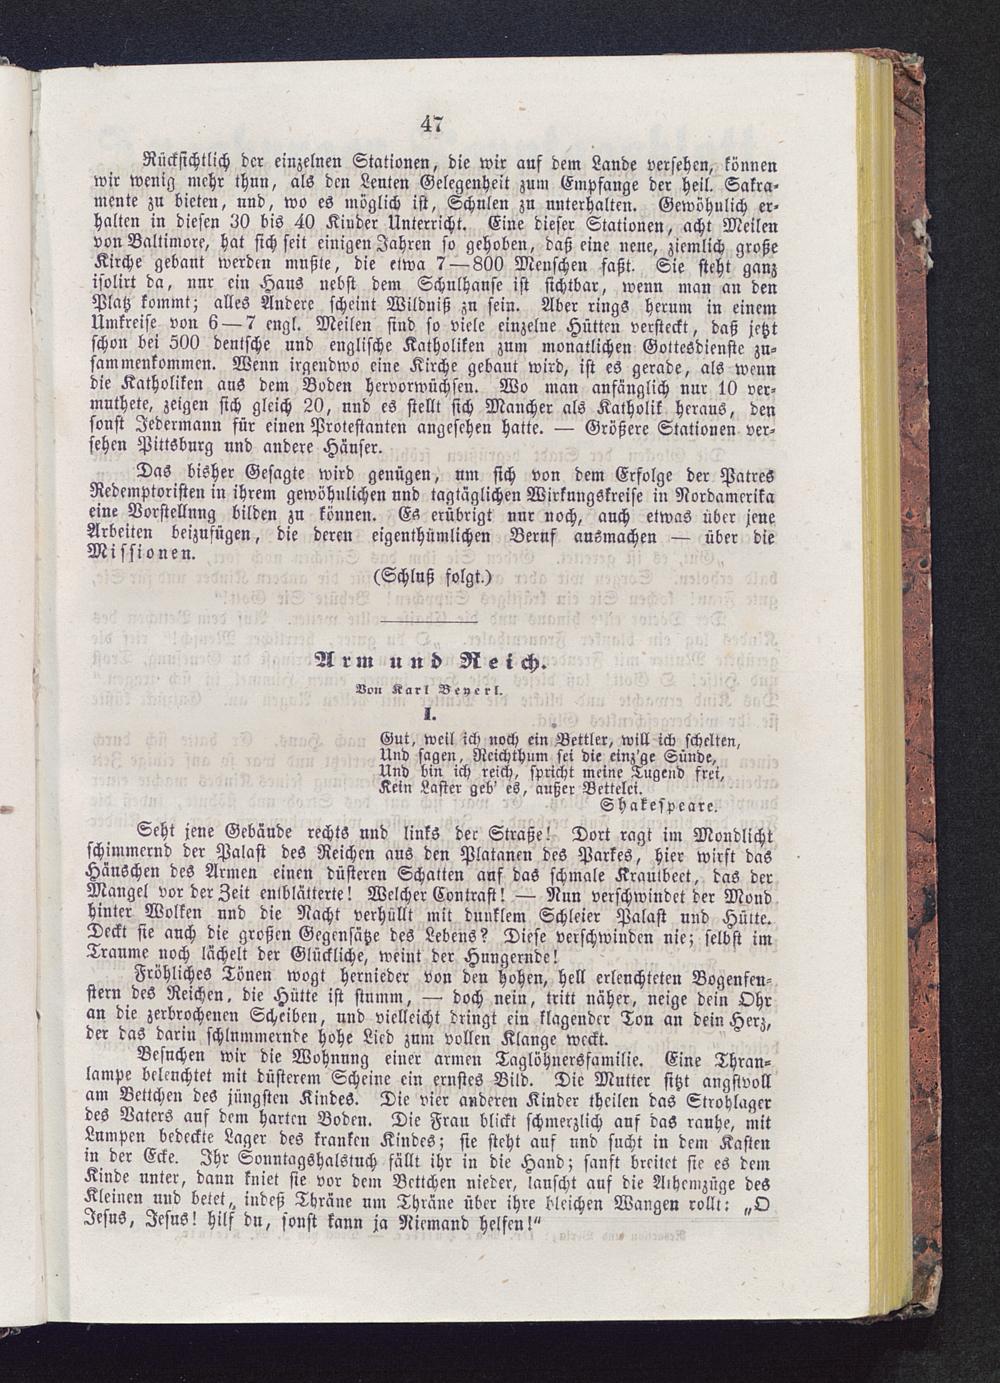 47
Rücksichtlich der einzelnen Stationen, die wir auf dem Lande versehen, können
wir wenig mehr thun, als den Leuten Gelegenheit zum Empfange der heil. Sakra-
mente zu bieten, und, wo es möglich ist, Schulen zu unterhalten. Gewöhnlich er-
halten in diesen 30 bis 40 Kinder Unterricht. Eine dieser Stationen, acht Meilen
von Baltimore, hat sich seit einigen Jahren so gehoben, daß eine neue, ziemlich große
Kirche gebaut werden mußte, die etwa 7—800 Menschen faßt. Sie steht ganz
isolirt da, nur ein Haus nebst dem Schulhause ist sichtbar, wenn man an den
Platz kommt; alles Andere scheint Wildniß zu sein. Aber rings herum in einem
Umkreise von 6—7 engl. Meilen sind so viele einzelne Hütten versteckt, daß jetzt
schon bei 500 deutsche und englische Katholiken zum monatlichen Gottesdienste zu-
sammenkommen. Wenn irgendwo eine Kirche gebaut wird, ist es gerade, als wenn
die Katholiken aus dem Boden hervorwüchsen. Wo man anfänglich nur 10 ver-
muthete, zeigen sich gleich 20, und es stellt sich Mancher als Katholik heraus, den
sonst Jedermann für einen Protestanten angesehen hatte. — Größere Stationen ver-
sehen Pittsburg und andere Häuser.
Das bisher Gesagte wird genügen, um sich von dem Erfolge der Patres
Redemptoristen in ihrem gewöhnlichen und tagtäglichen Wirkungskreise in Nordamerika
eine Vorstellung bilden zu können. Es erübrigt nur noch, auch etwas über jene
Arbeiten beizufügen, die deren eigenthümlichen Beruf ausmachen — über die
Missionen.
(Schluß folgt.)
Arm und Reich.
Von Karl Beyerl.
I.
Gut, weil ich noch ein Bettler, will ich schelten,
Und sagen, Reichthum sei die einz'ge Sünde,
Und bin ich reich, spricht meine Tugend frei,
Kein Laster geb' es, außer Bettelei.
Shakespeare.
Seht jene Gebäude rechts und links der Straße! Dort ragt im Mondlicht
schimmernd der Palast des Reichen aus den Platanen des Parkes, hier wirft das
Häuschen des Armen einen düsteren Schatten auf das schmale Krautbeet, das der
Mangel vor der Zeit entblätterte! Welcher Contrast! — Nun verschwindet der Mond
hinter Wolken und die Nacht verhüllt mit dunklem Schleier Palast und Hütte.
Deckt sie auch die großen Gegensätze des Lebens? Diese verschwinden nie; selbst im
Traume noch lächelt der Glückliche, weint der Hungernde!
Fröhliches Tönen wogt hernieder von den hohen, hell erleuchteten Bogenfen-
stern des Reichen, die Hütte ist stumm, — doch nein, tritt näher, neige dein Ohr
an die zerbrochenen Scheiben, und vielleicht dringt ein klagender Ton an dein Herz,
der das darin schlummernde hohe Lied zum vollen Klange weckt.
Besuchen wir die Wohnung einer armen Taglöhnersfamilie. Eine Thran-
lampe beleuchtet mit düsterem Scheine ein ernstes Bild. Die Mutter sitzt angstvoll
am Bettchen des jüngsten Kindes. Die vier anderen Kinder theilen das Strohlager
des Vaters auf dem harten Boden. Die Frau blickt schmerzlich auf das rauhe, mit
Lumpen bedeckte Lager des kranken Kindes; sie steht auf und sucht in dem Kasten
in der Ecke. Ihr Sonntagshalstuch fällt ihr in die Hand; sanft breitet sie es dem
Kinde unter, dann kniet sie vor dem Bettchen nieder, lauscht auf die Athemzüge des
Kleinen und betet, indeß Thräne um Thräne über ihre bleichen Wangen rollt: „O
Jesus, Jesus! hilf du, sonst kann ja Niemand helfen!“